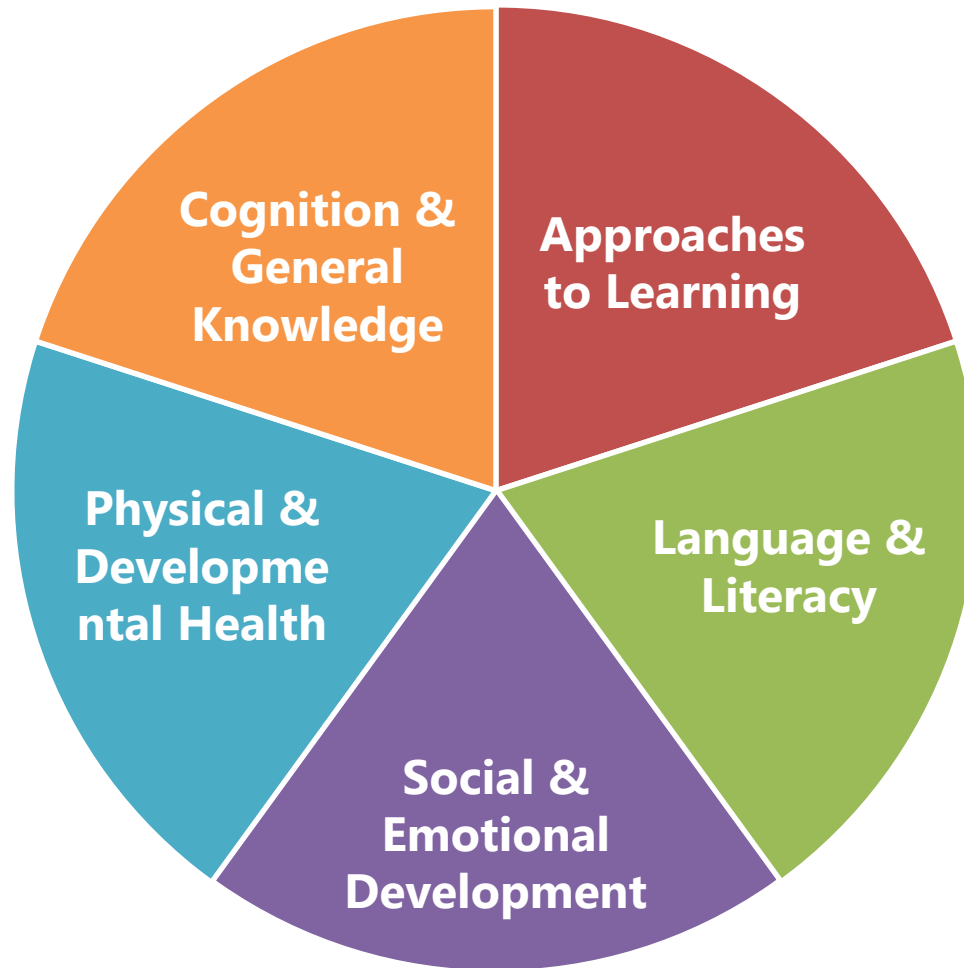 Cognition &
General
Knowledge
Approaches
to Learning
Physical &
Developme
ntal Health
Language &
Literacy
Social &
Emotional
Development